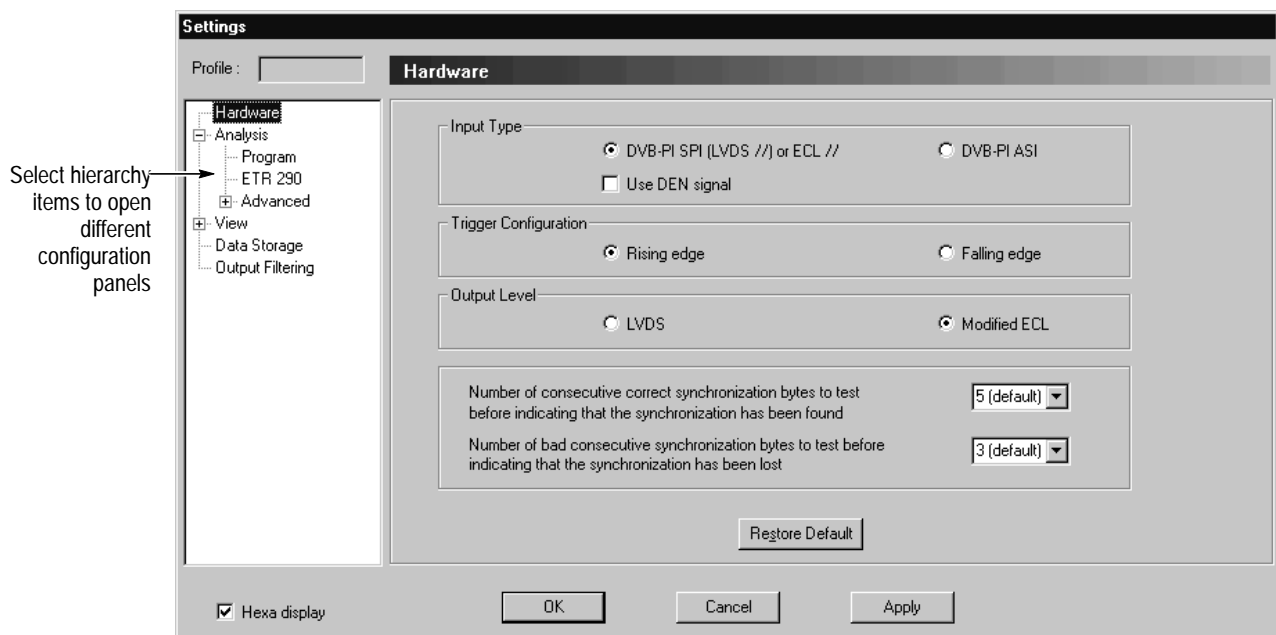 Settings
Profile :
Hardware
Hardware
Analysis
Program
ETR 290
Advanced
View
Data Storage
Output Filtering
Select hierarchy
items to open
different
configuration
panels
Input Type
DVB-PI SPI (LVDS //) or ECL //
DVB-PI ASI
Use DEN signal
Trigger Configuration
Rising edge
Falling edge
Output Level
LVDS
Modified ECL
Number of consecutive correct synchronization bytes to test
before indicating that the synchronization has been found
5 (default)
Number of bad consecutive synchronization bytes to test before
indicating that the synchronization has been lost
3 (default)
Restore Default
Hexa display
OK
Cancel
Apply